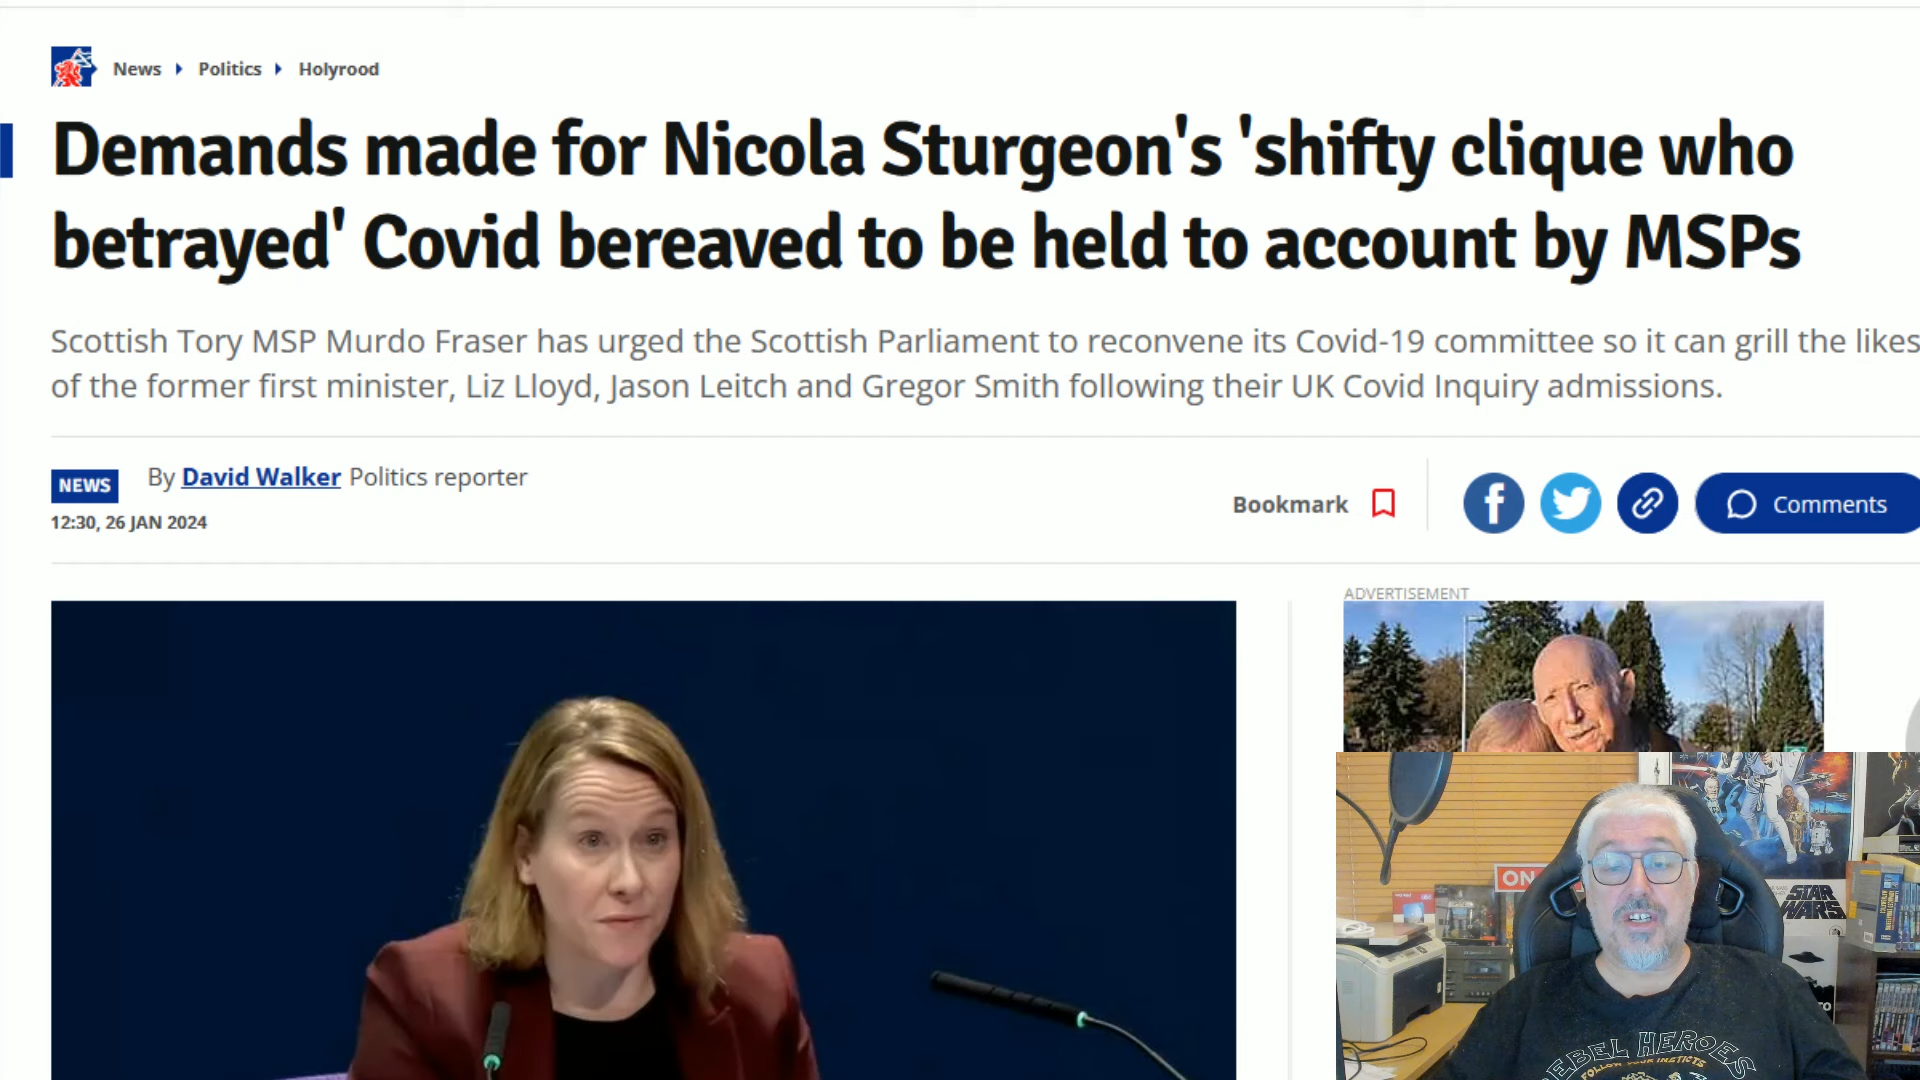 News Politics Holyrood
Demands made for Nicola Sturgeon's 'shifty clique who
betrayed' Covid bereaved to be held to account by MSPs
Scottish Tory MSP Murdo Fraser has urged the Scottish Parliament to reconvene its Covid-19 committee so it can grill the likes
of the former first minister, Liz Lloyd, Jason Leitch and Gregor Smith following their UK Covid Inquiry admissions.
NEWS By David Walker Politics reporter
12:30, 26 JAN 2024
Bookmark
Comments
ADVERTISEMENT
ON
STAR
WARS
EBEL HEROES
FOLLOW YOUR INSTICTS